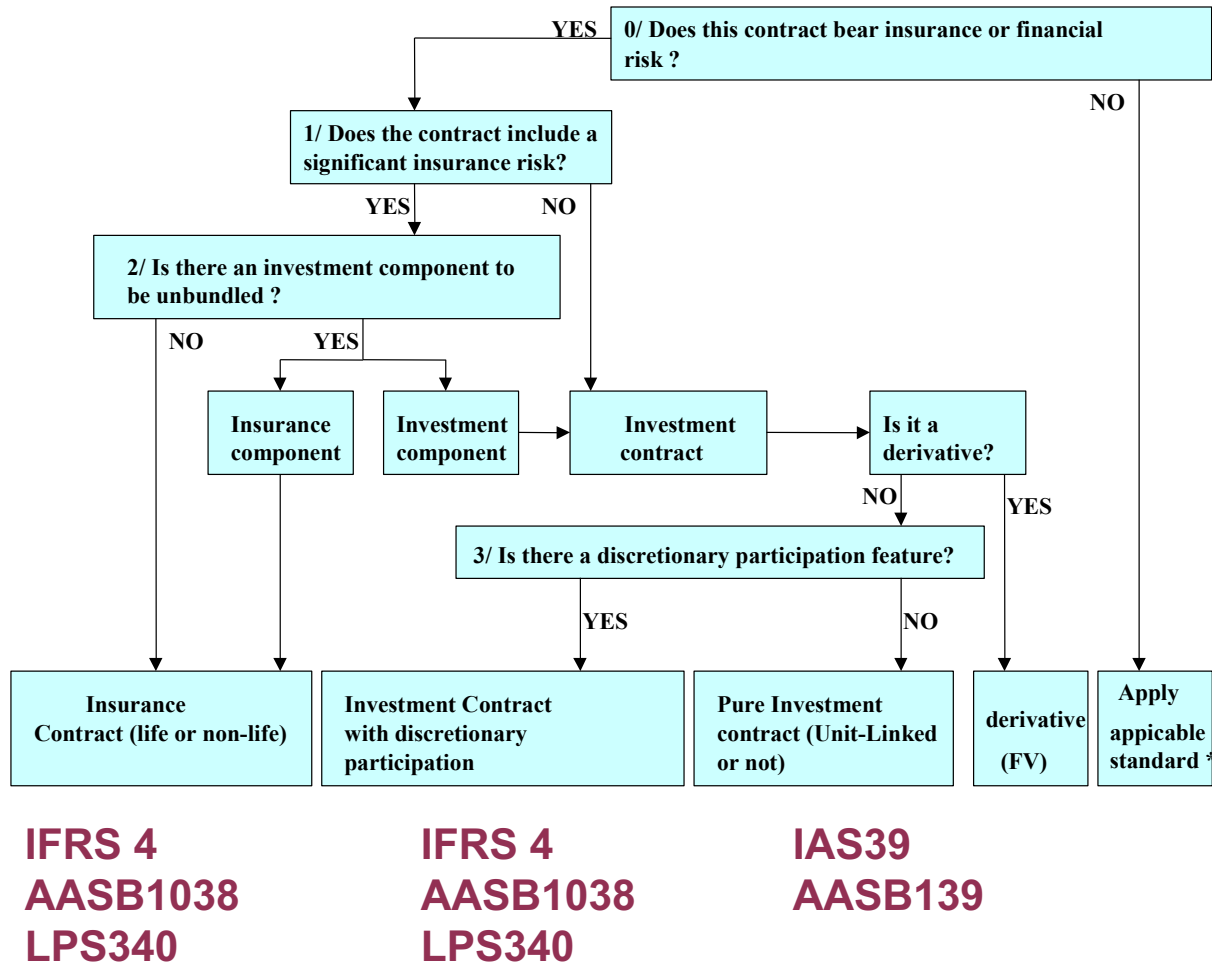 YES
0/ Does this contract bear insurance or financial
risk ?
NO
1/ Does the contract include a
significant insurance risk?
YES
NO
2/ Is there an investment component to
be unbundled ?
NO
YES
Insurance
component
Investment
component
Investment
contract
Is it a
derivative?
NO
YES
3/ Is there a discretionary participation feature?
YES
NO
Insurance
Contract (life or non-life)
Investment Contract
with discretionary
participation
Pure Investment
contract (Unit-Linked
or not)
derivative
(FV)
Apply
appicable
standard *
IFRS 4
AASB1038
LPS340
IFRS 4
AASB1038
LPS340
IAS39
AASB139